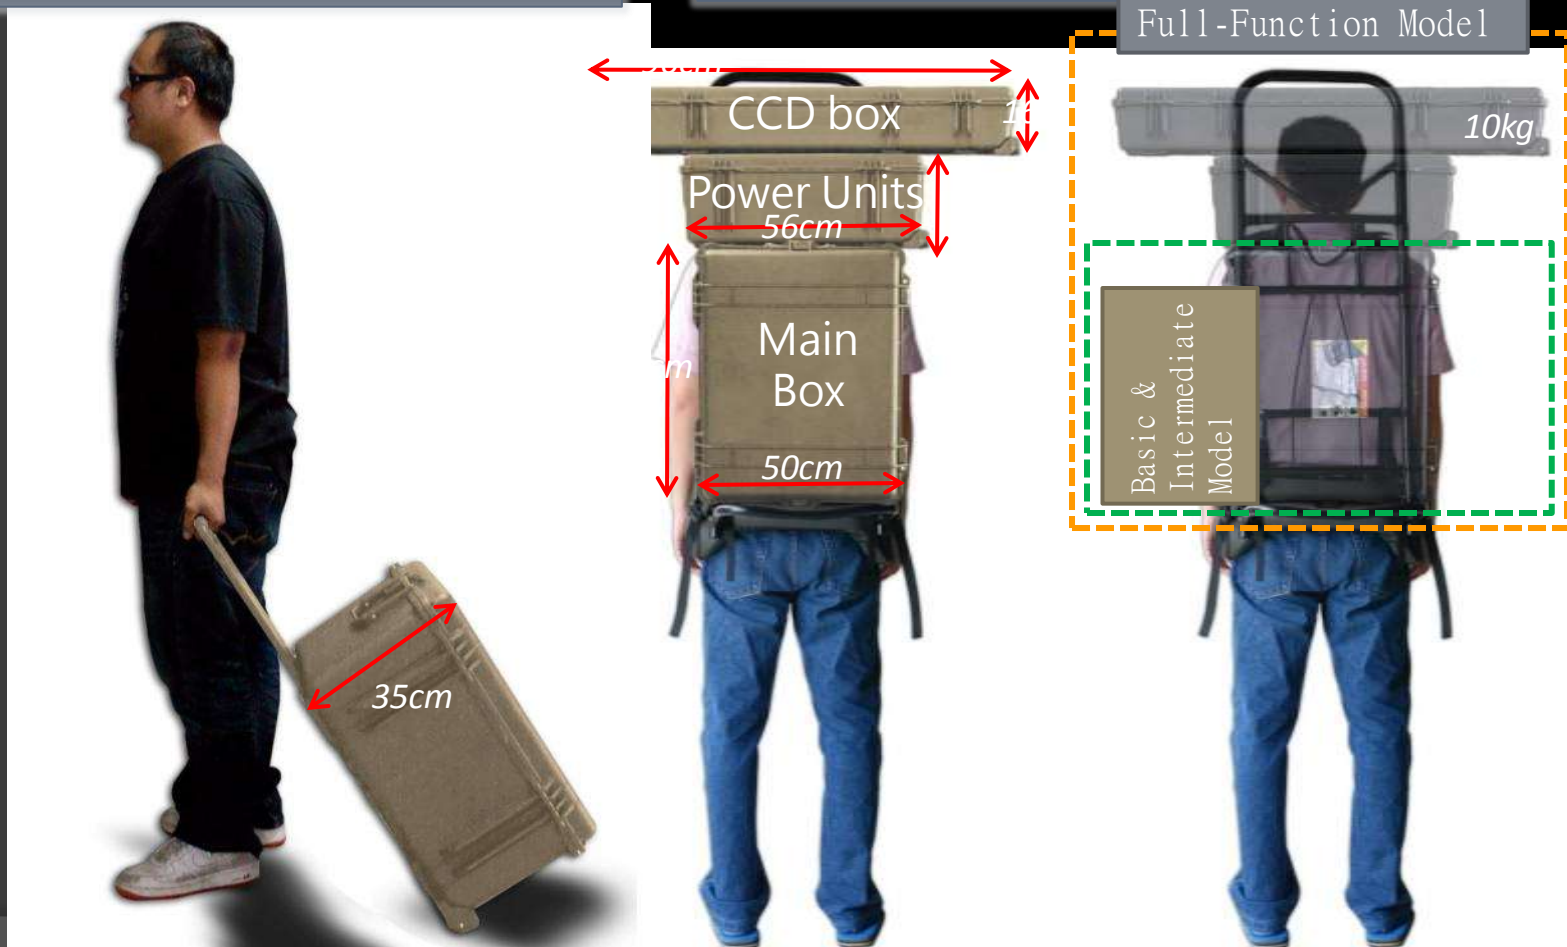 Full-Function Model
CCD box
10kg
Power Units
56cm
Main
Box
50cm
Basic &
Intermediate
Model
35cm